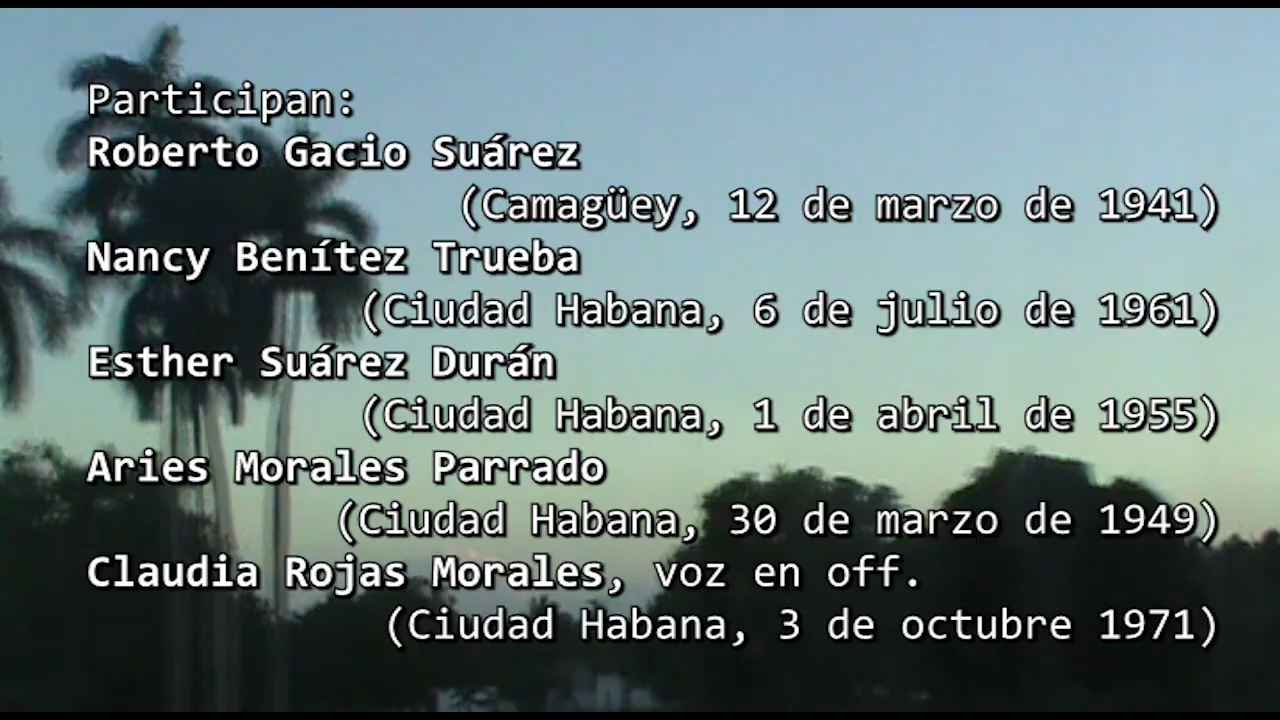 Participan:
Roberto Gacio Suárez
(Camagüey, 12 de marzo de 1941)
Nancy Benítez Trueba
(Ciudad Habana, 6 de julio de 1961)
Esther Suárez Durán
(Ciudad Habana, 1 de abril de 1955)
Aries Morales Parrado
(Ciudad Habana, 30 de marzo de 1949)
Claudia Rojas Morales, voz en off.
(Ciudad Habana, 3 de octubre 1971)